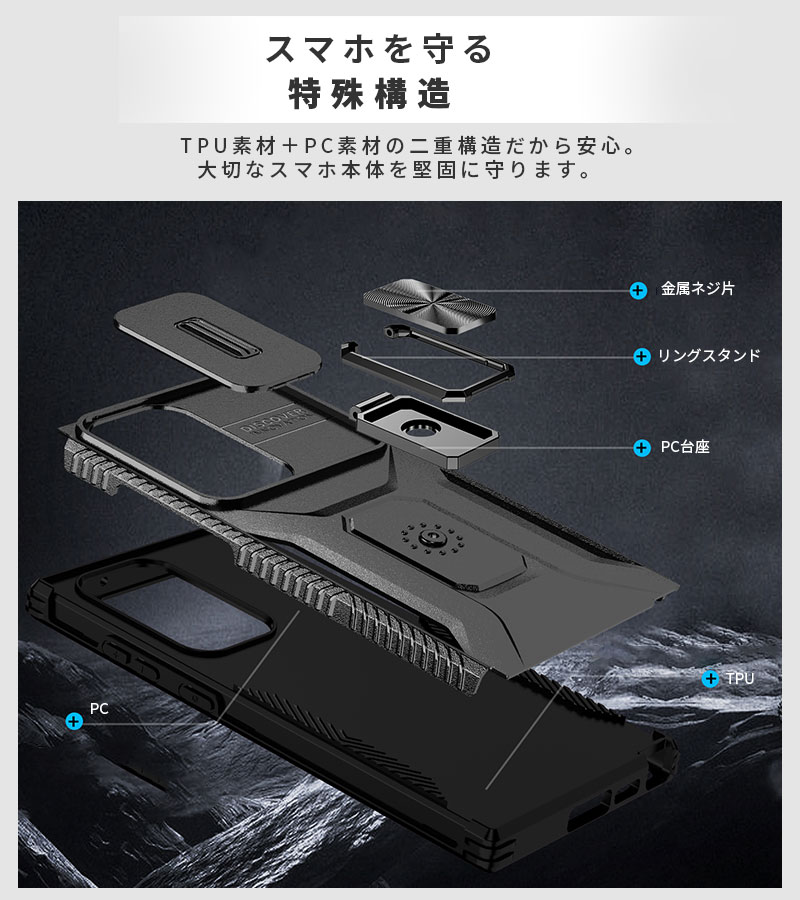 スマホを守る
特殊構造
TPU素材＋PC素材の二重構造だから安心。
大切なスマホ本体を堅固に守ります。
金属ネジ片
リングスタンド
DISCOVER
PC台座
TPU
PC